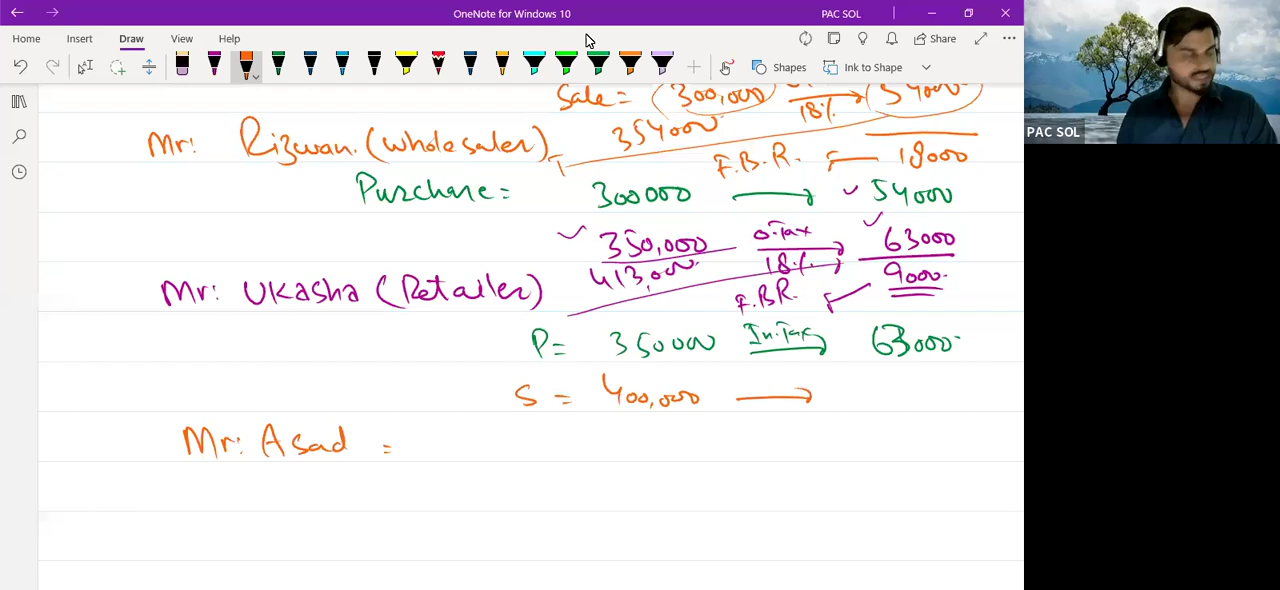 OneNote for Windows 10
PAC SOL
Home Insert Draw View Help
Share
Shapes
Ink to Shape
PAC SOL
Sale = 300,000 18% 54000
Mr: Rizwan (wholesaler) 354000
F.B.R. 18000
Purchase = 300000 54000
350,000 O.Tax 63000
413,000 18% 9000
Mr: Ukasha (Retailer) F.B.R.
P = 350000 In.Tax 63000
S = 400,000
Mr: Asad =